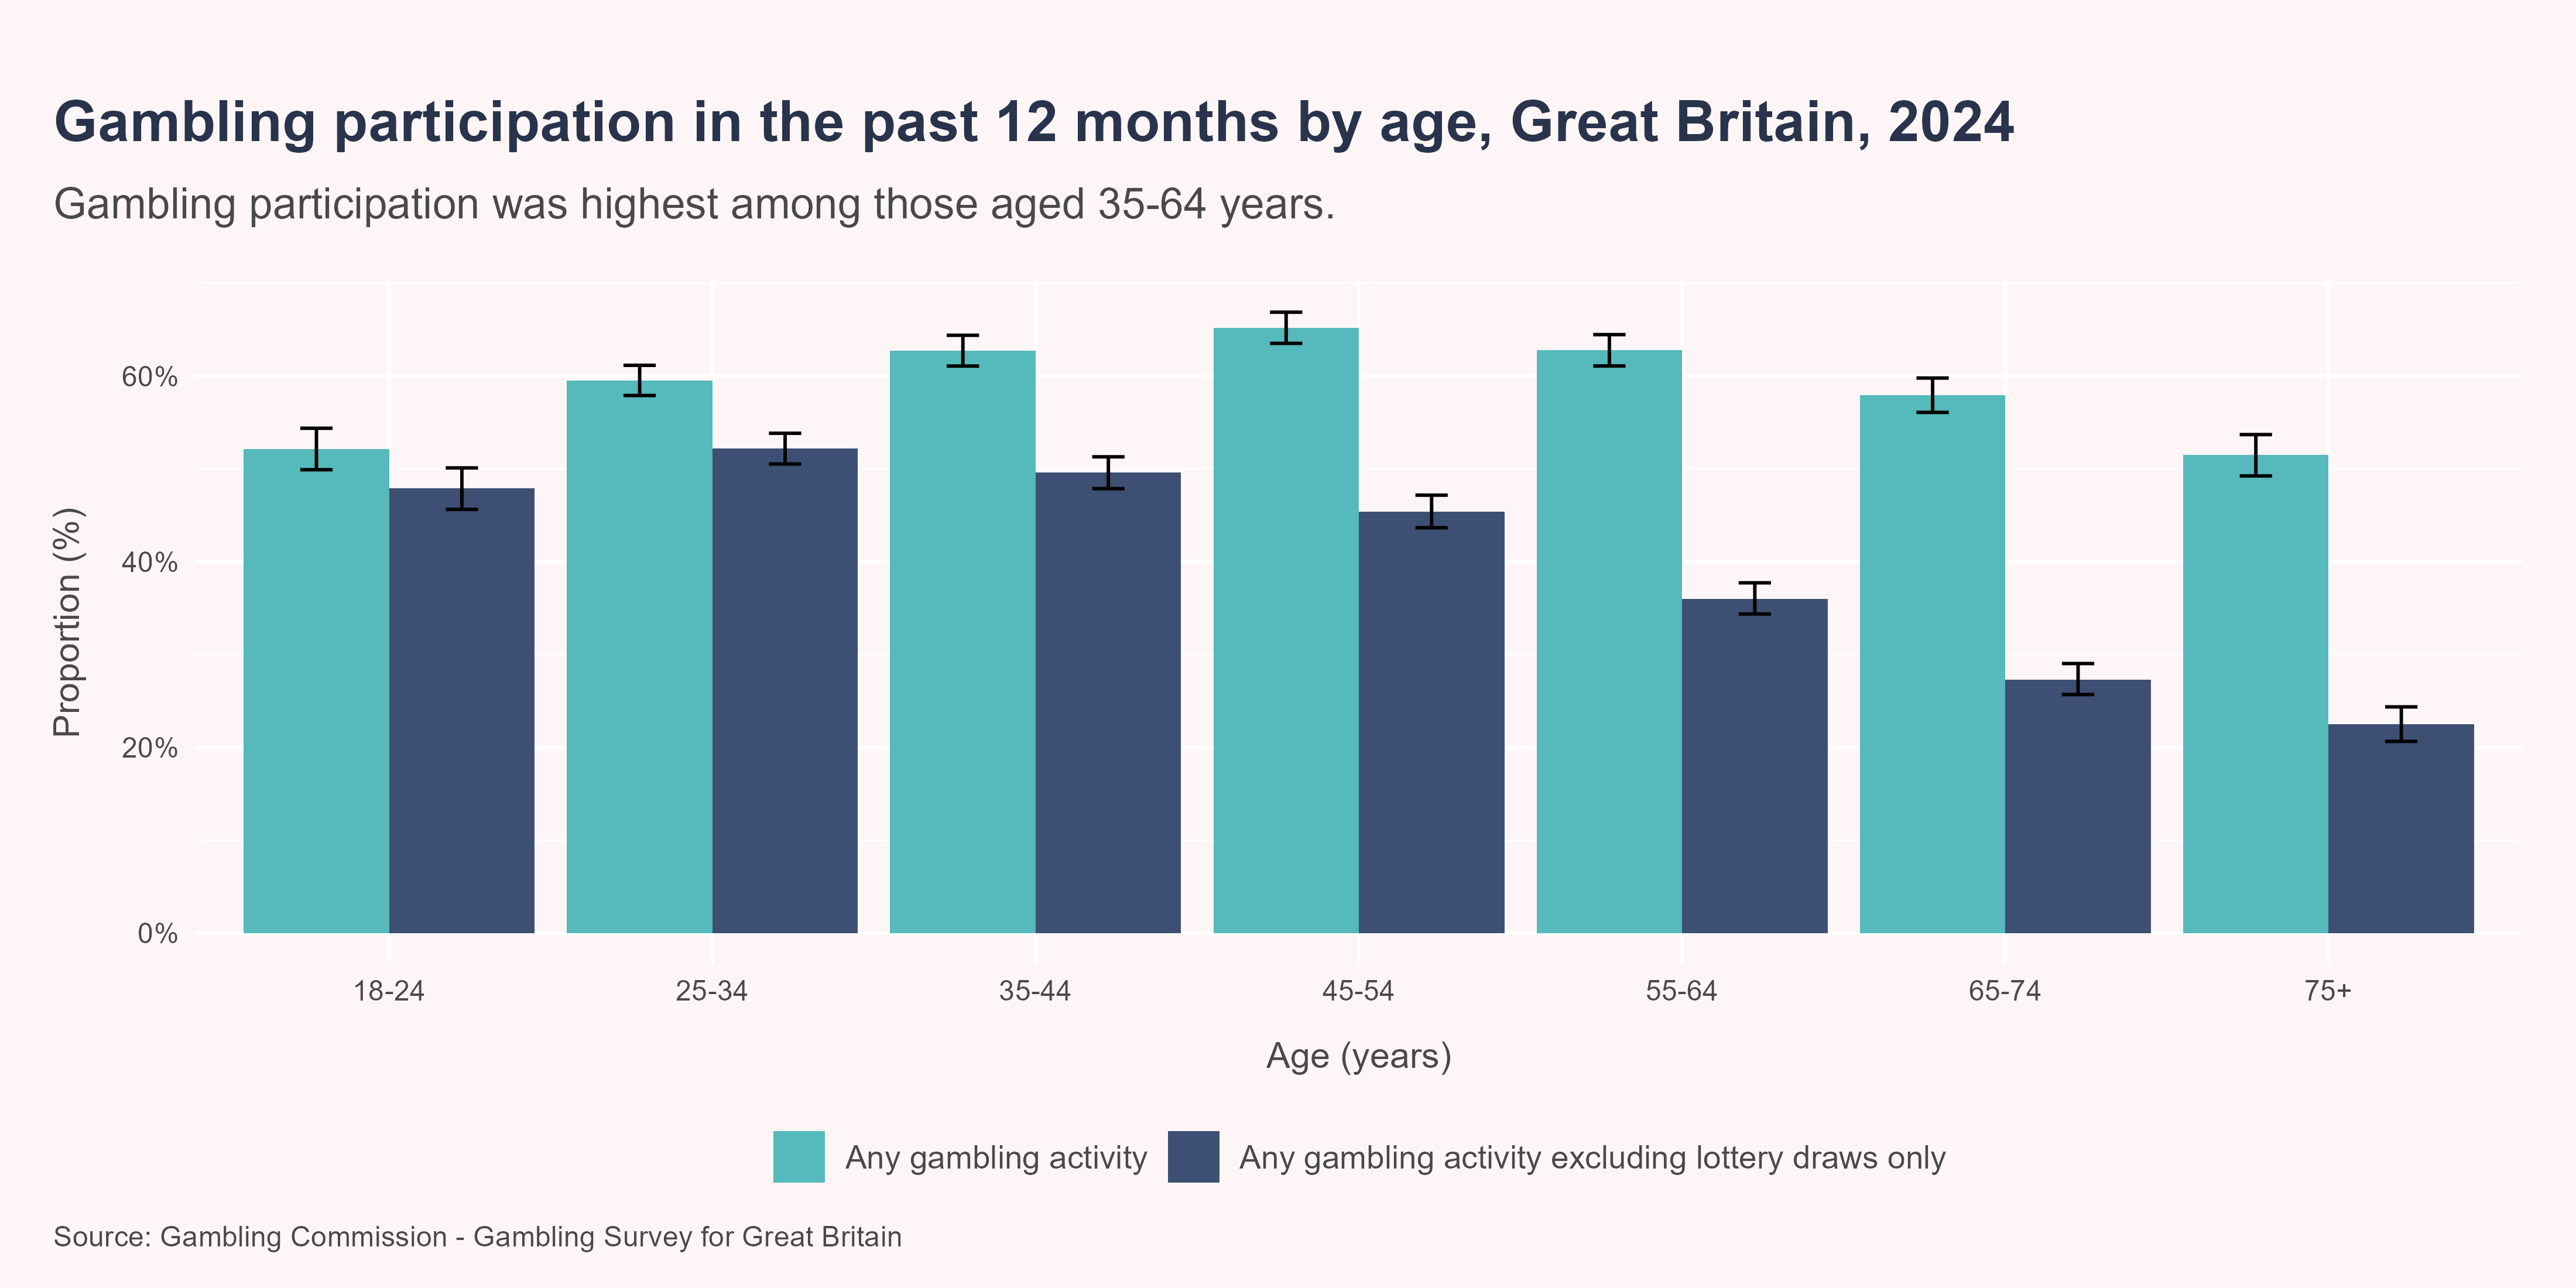 Gambling participation in the past 12 months by age, Great Britain, 2024
Gambling participation was highest among those aged 35-64 years.
Proportion (%)
60%
40%
20%
0%
18-24 25-34 35-44 45-54 55-64 65-74 75+
Age (years)
Any gambling activity Any gambling activity excluding lottery draws only
Source: Gambling Commission - Gambling Survey for Great Britain